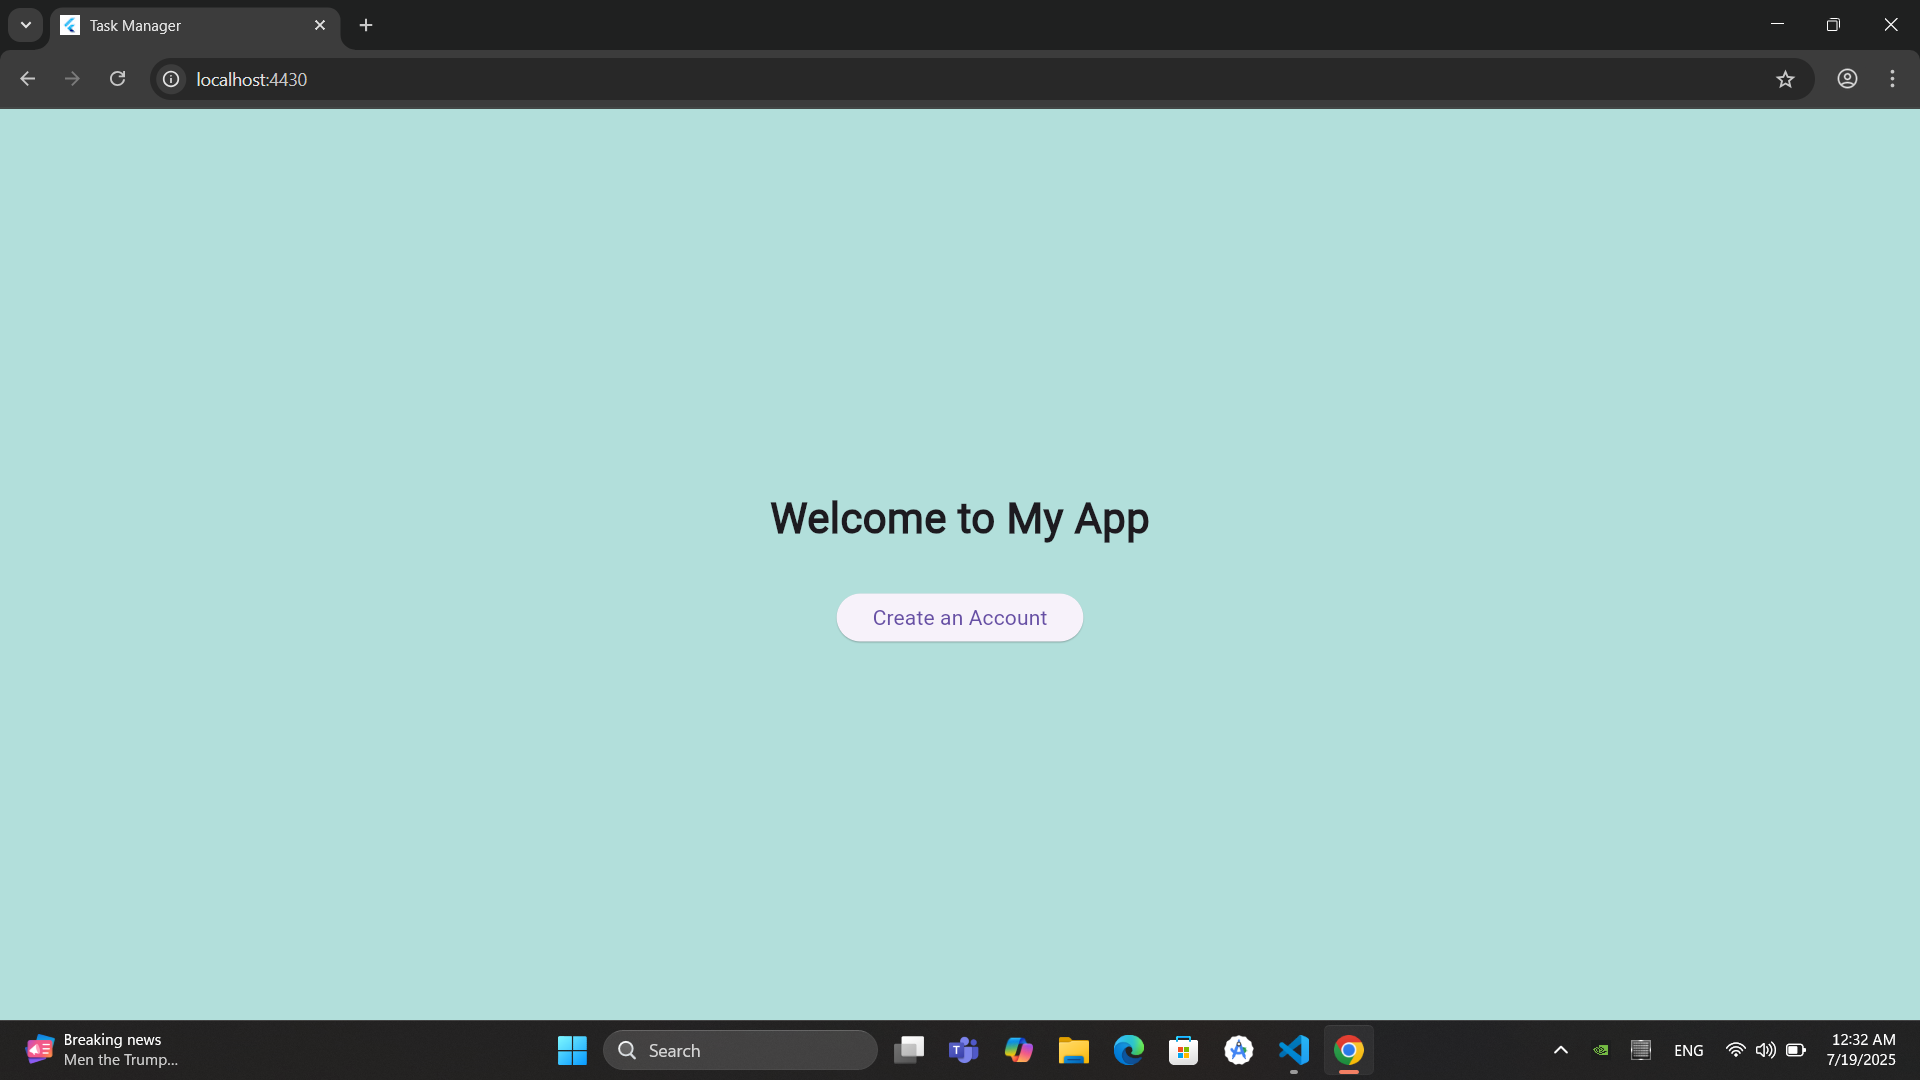 Task Manager
localhost:4430
Welcome to My App
Create an Account
Breaking news
Men the Trump...
Search
ENG
12:32 AM
7/19/2025